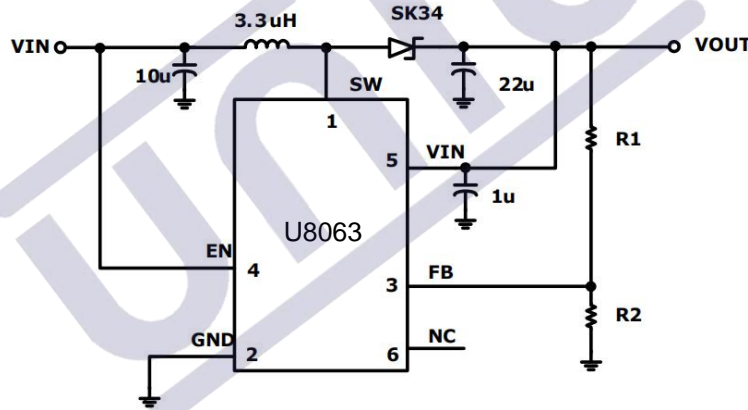 SK34
3.3uH
VIN
VOUT
10u
22u
SW
1
R1
5
VIN
1u
U8063
EN
4
3
FB
R2
GND
2
NC
6